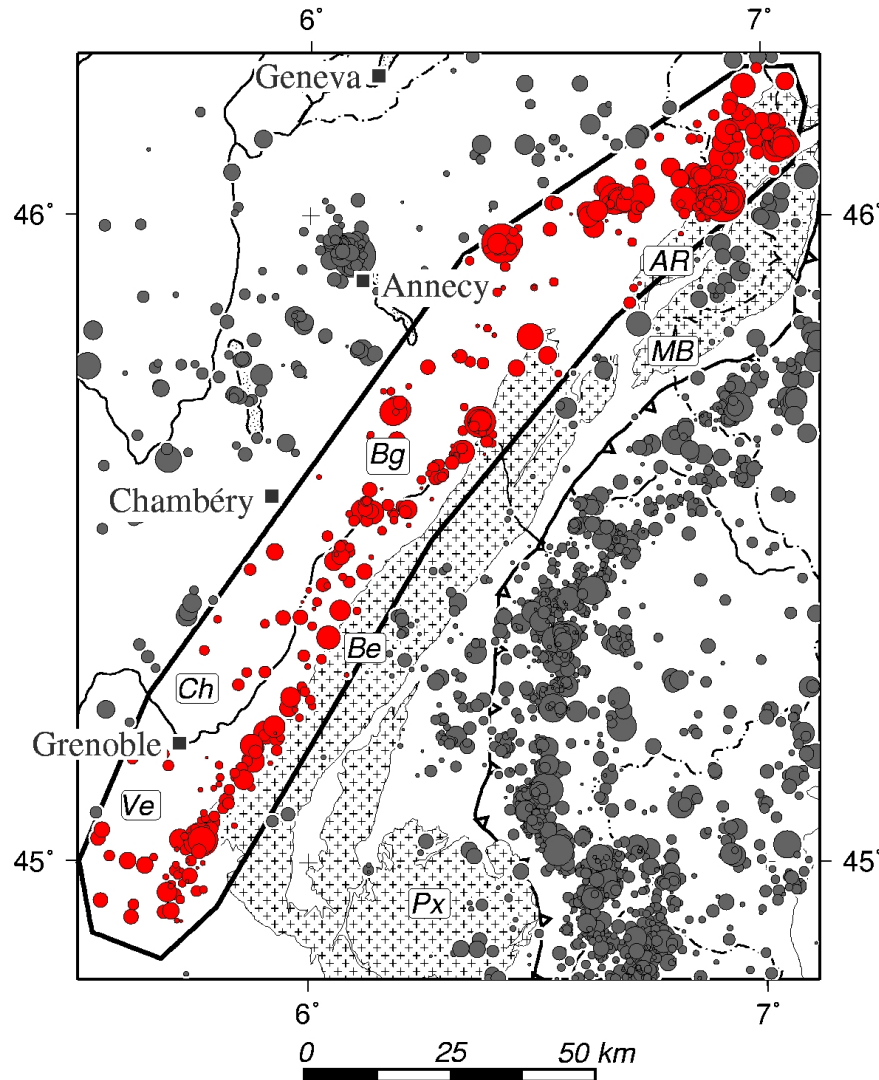 6° 7°
Geneva
46° 46°
AR
Annecy
MB
Bg
Chambéry
Be
Ch
Grenoble
Ve
45° 45°
Px
6° 7°
0 25 50 km